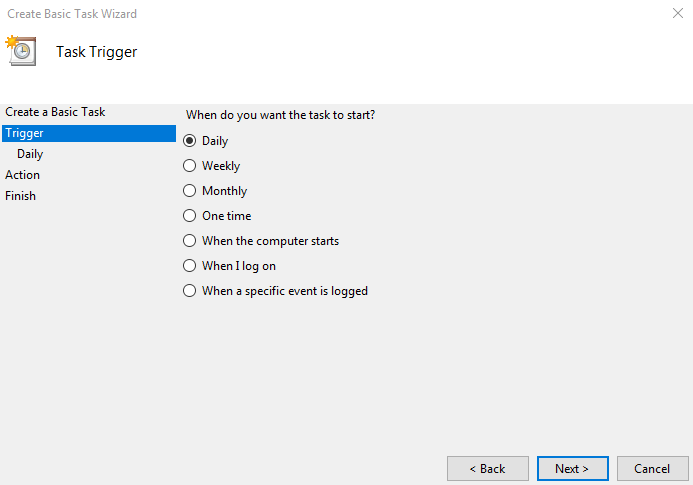 Create Basic Task Wizard
Task Trigger
Create a Basic Task
Trigger
Daily
Action
Finish
When do you want the task to start?
Daily
Weekly
Monthly
One time
When the computer starts
When I log on
When a specific event is logged
< Back
Next >
Cancel